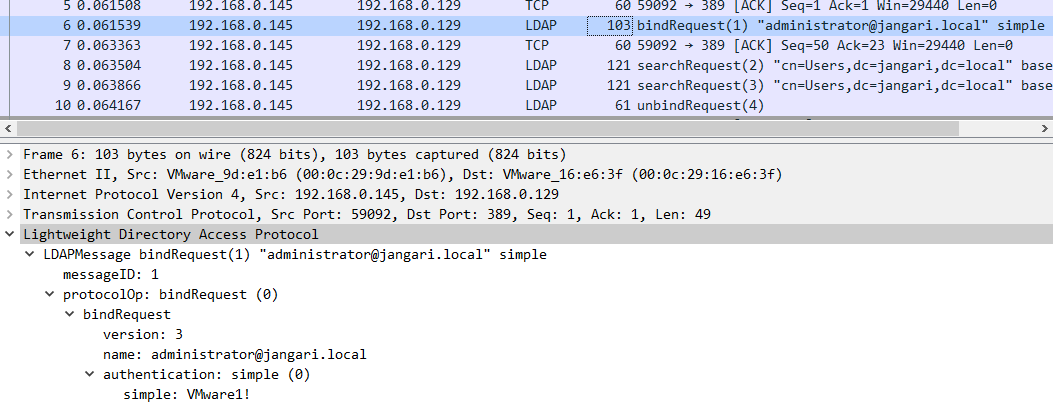 5 0.061508 192.168.0.145 192.168.0.129 TCP 60 59092 → 389 [ACK] Seq=1 Ack=1 Win=29440 Len=0
6 0.061539 192.168.0.145 192.168.0.129 LDAP 103 bindRequest(1) "administrator@jangari.local" simple
7 0.063363 192.168.0.145 192.168.0.129 TCP 60 59092 → 389 [ACK] Seq=50 Ack=23 Win=29440 Len=0
8 0.063504 192.168.0.145 192.168.0.129 LDAP 121 searchRequest(2) "cn=Users,dc=jangari,dc=local" base
9 0.063866 192.168.0.145 192.168.0.129 LDAP 121 searchRequest(3) "cn=Users,dc=jangari,dc=local" base
10 0.064167 192.168.0.145 192.168.0.129 LDAP 61 unbindRequest(4)
Frame 6: 103 bytes on wire (824 bits), 103 bytes captured (824 bits)
Ethernet II, Src: VMware_9d:e1:b6 (00:0c:29:9d:e1:b6), Dst: VMware_16:e6:3f (00:0c:29:16:e6:3f)
Internet Protocol Version 4, Src: 192.168.0.145, Dst: 192.168.0.129
Transmission Control Protocol, Src Port: 59092, Dst Port: 389, Seq: 1, Ack: 1, Len: 49
Lightweight Directory Access Protocol
LDAPMessage bindRequest(1) "administrator@jangari.local" simple
messageID: 1
protocolOp: bindRequest (0)
bindRequest
version: 3
name: administrator@jangari.local
authentication: simple (0)
simple: VMware1!